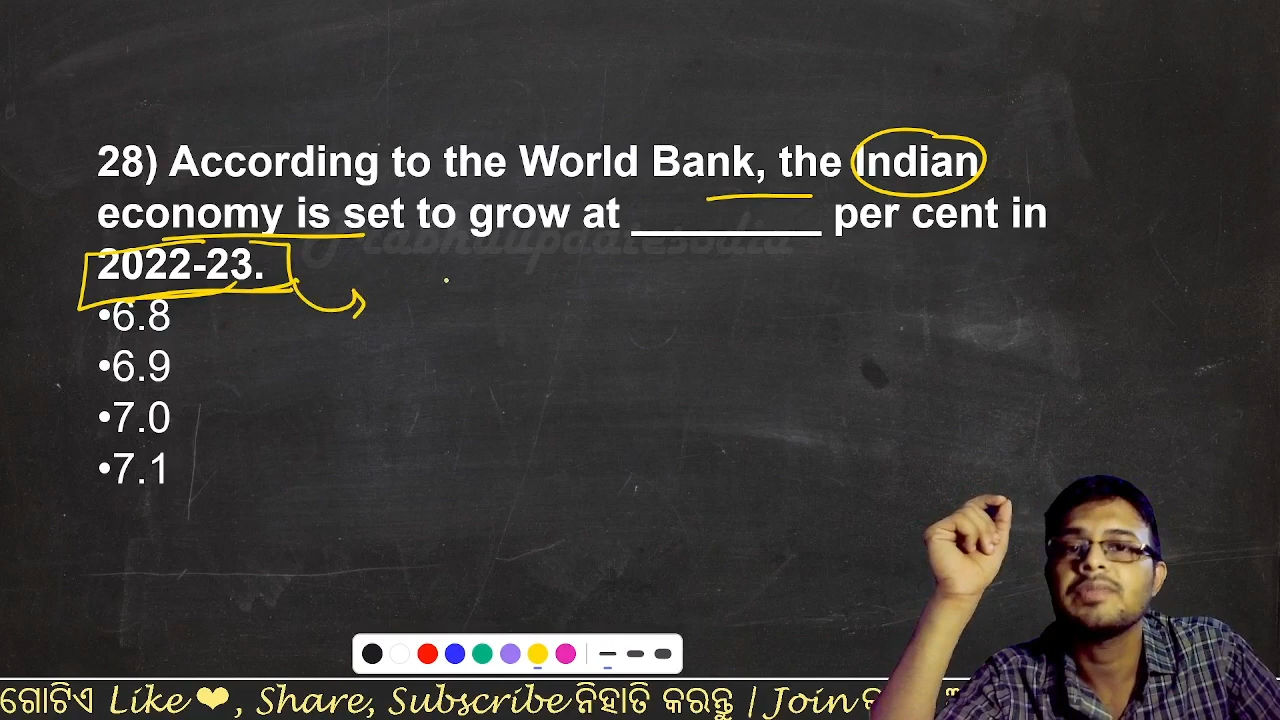 28) According to the World Bank, the Indian
economy is set to grow at _________ per cent in
2022-23.
•6.8
•6.9
•7.0
•7.1
ଗୋଟିଏ Like ❤, Share, Subscribe ନିହାତି କରନ୍ତୁ | Join